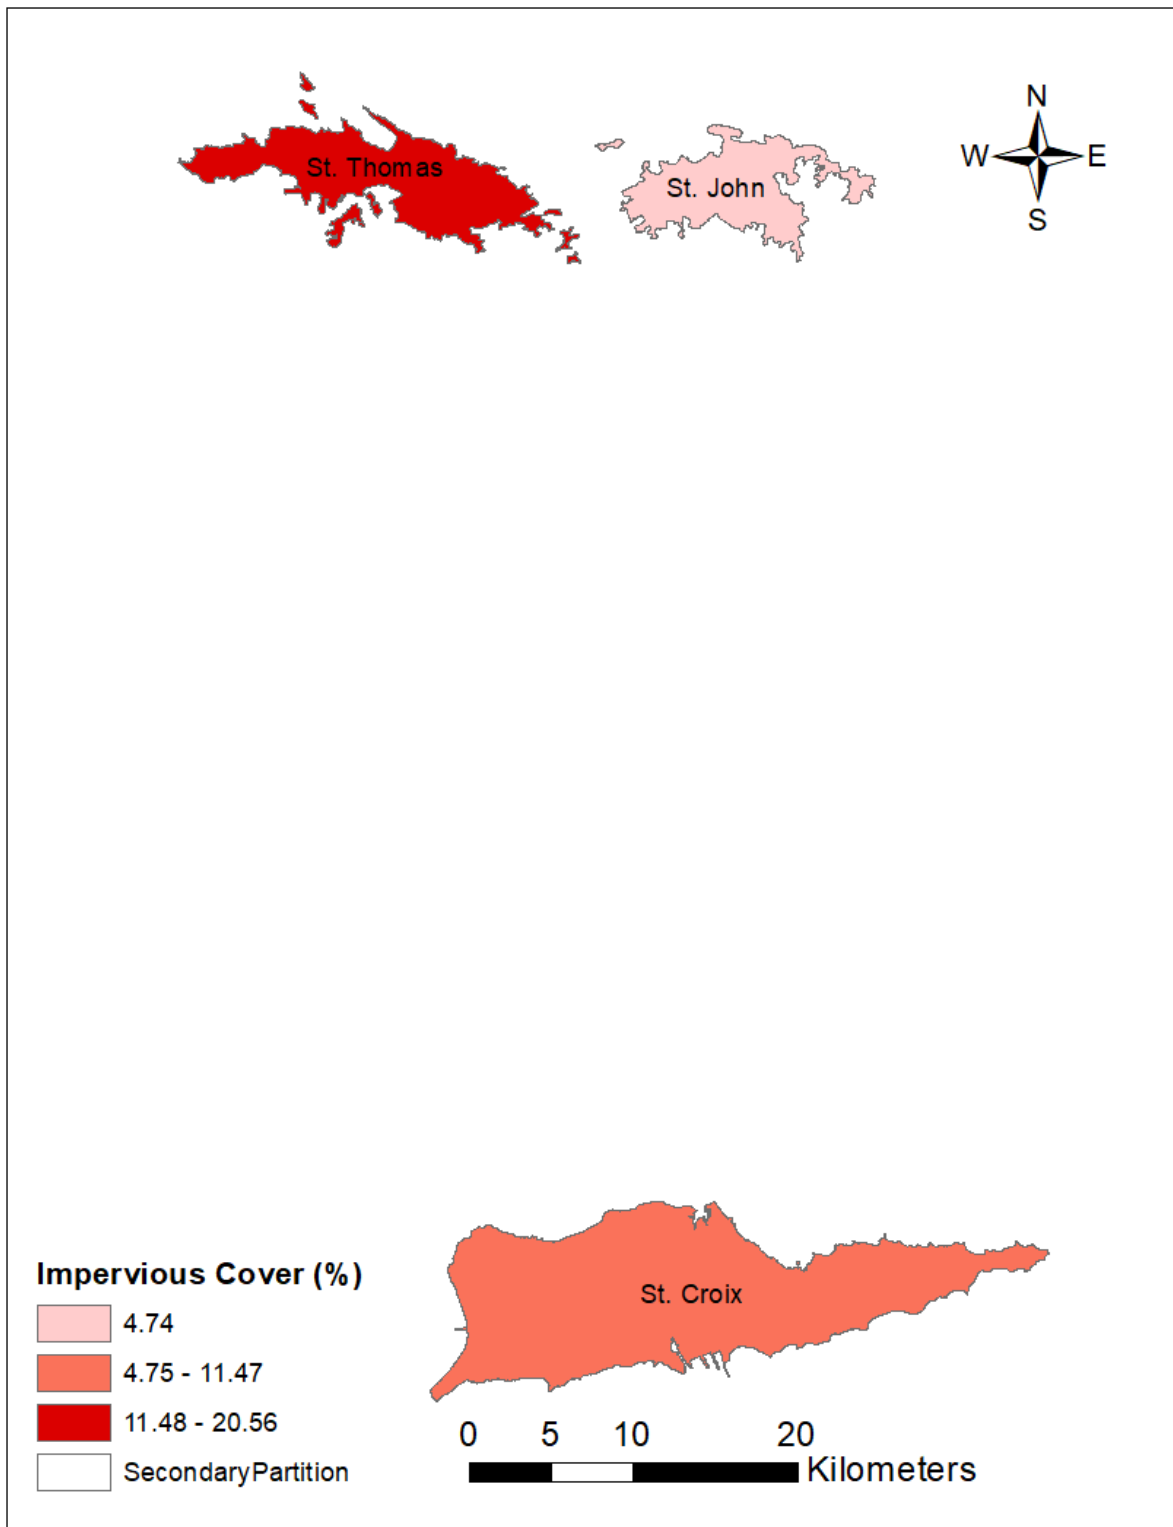 N
W E
S
St. Thomas
St. John
St. Croix
Impervious Cover (%)
4.74
4.75 - 11.47
11.48 - 20.56
SecondaryPartition
0 5 10 20
Kilometers